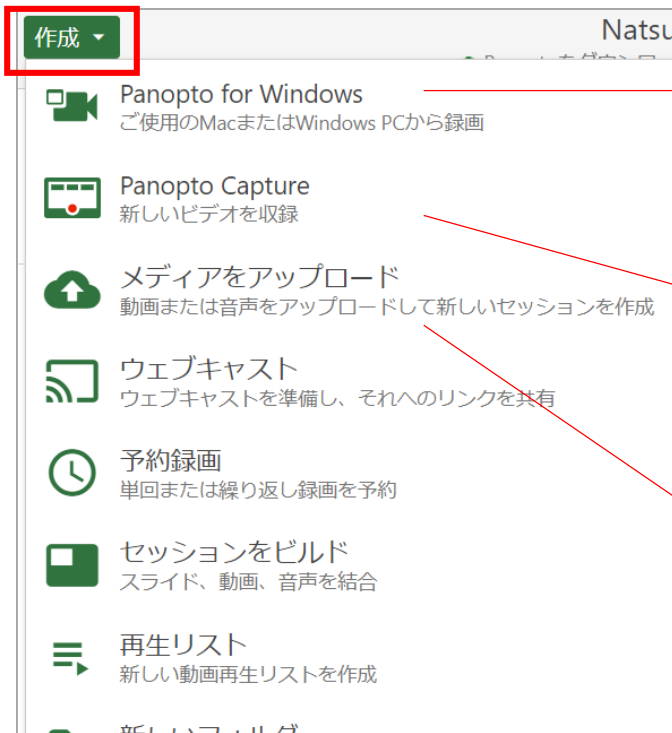 作成
Natsu
Panopto for Windows
ご使用のMacまたはWindows PCから録画
Panopto Capture
新しいビデオを収録
メディアをアップロード
動画または音声をアップロードして新しいセッションを作成
ウェブキャスト
ウェブキャストを準備し、それへのリンクを共有
予約録画
単回または繰り返し録画を予約
セッションをビルド
スライド、動画、音声を結合
再生リスト
新しい動画再生リストを作成
新しいフォルダ